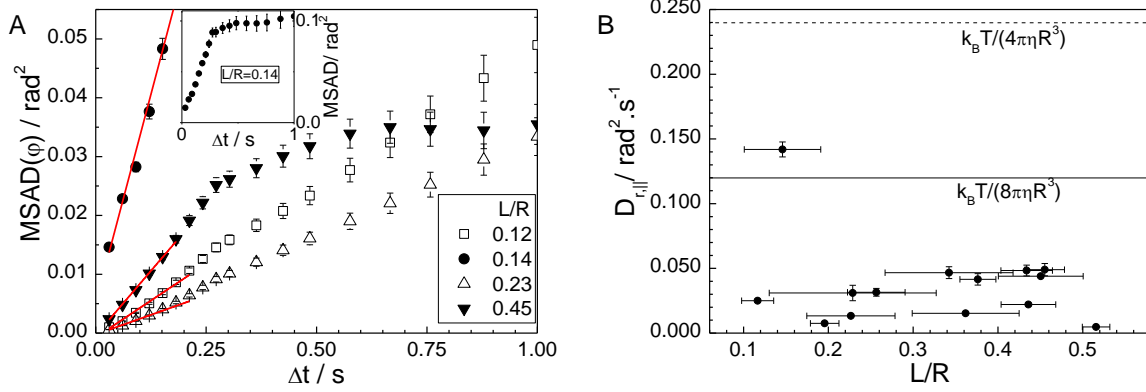 A
MSAD(φ) / rad²
0.05
0.04
0.03
0.02
0.01
0.00
0.00
0.25
0.50
0.75
1.00
Δt / s
L/R=0.14
0
1
Δt / s
0.1
0.0
MSAD/ rad²
L/R
0.12
0.14
0.23
0.45
B
D_{r,||}/ rad².s⁻¹
0.250
0.200
0.150
0.100
0.050
0.000
0.1
0.2
0.3
0.4
0.5
L/R
k_BT/(4πηR³)
k_BT/(8πηR³)